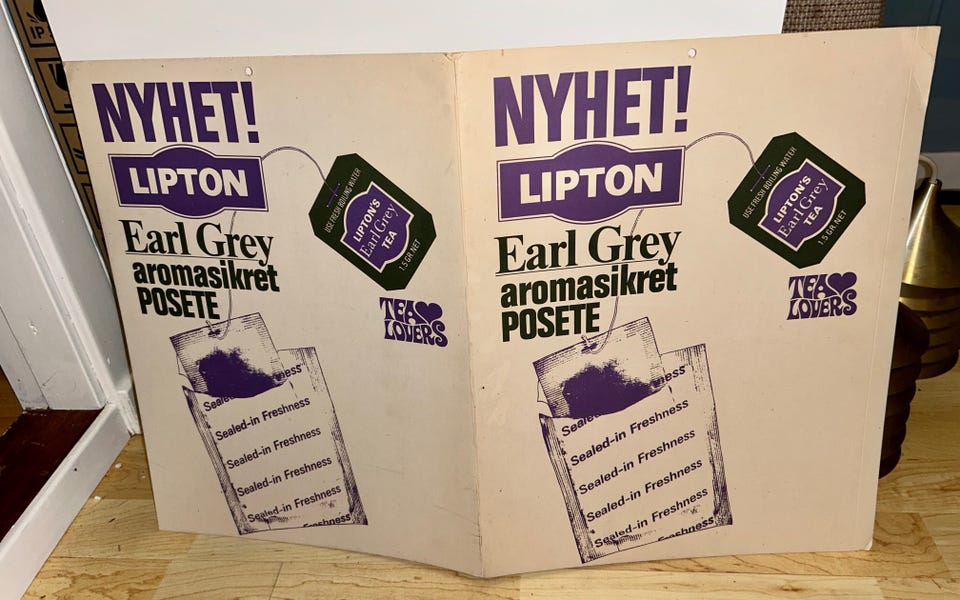 NYHET!
LIPTON
Earl Grey
aromasikret
POSETE
USE FRESH BOILING WATER
LIPTON'S
Earl Grey
TEA
1.5 GR. NET
TEA
LOVERS
Sealed-in Freshness
Sealed-in Freshness
Sealed-in Freshness
Sealed-in Freshness
Freshness
NYHET!
LIPTON
Earl Grey
aromasikret
POSETE
USE FRESH BOILING WATER
LIPTON'S
Earl Grey
TEA
1.5 GR. NET
TEA
LOVERS
Sealed-in Freshness
Sealed-in Freshness
Sealed-in Freshness
Sealed-in Freshness
Freshness
IP